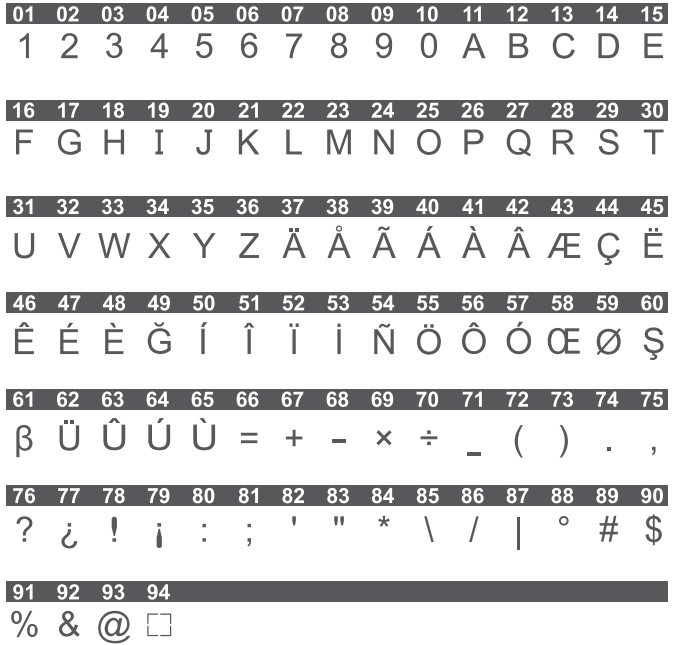 01 02 03 04 05 06 07 08 09 10 11 12 13 14 15
1 2 3 4 5 6 7 8 9 0 A B C D E
16 17 18 19 20 21 22 23 24 25 26 27 28 29 30
F G H I J K L M N O P Q R S T
31 32 33 34 35 36 37 38 39 40 41 42 43 44 45
U V W X Y Z Ä Å Ã Á À Â Æ Ç Ë
46 47 48 49 50 51 52 53 54 55 56 57 58 59 60
Ê É È Ğ Í Î Ï İ Ñ Ö Ô Ó Œ Ø Ş
61 62 63 64 65 66 67 68 69 70 71 72 73 74 75
β Ü Û Ú Ù = + – × ÷ _ ( ) . ,
76 77 78 79 80 81 82 83 84 85 86 87 88 89 90
? ¿ ! ¡ : ; ' " * \ / | ° # $
91 92 93 94
% & @ ⬚